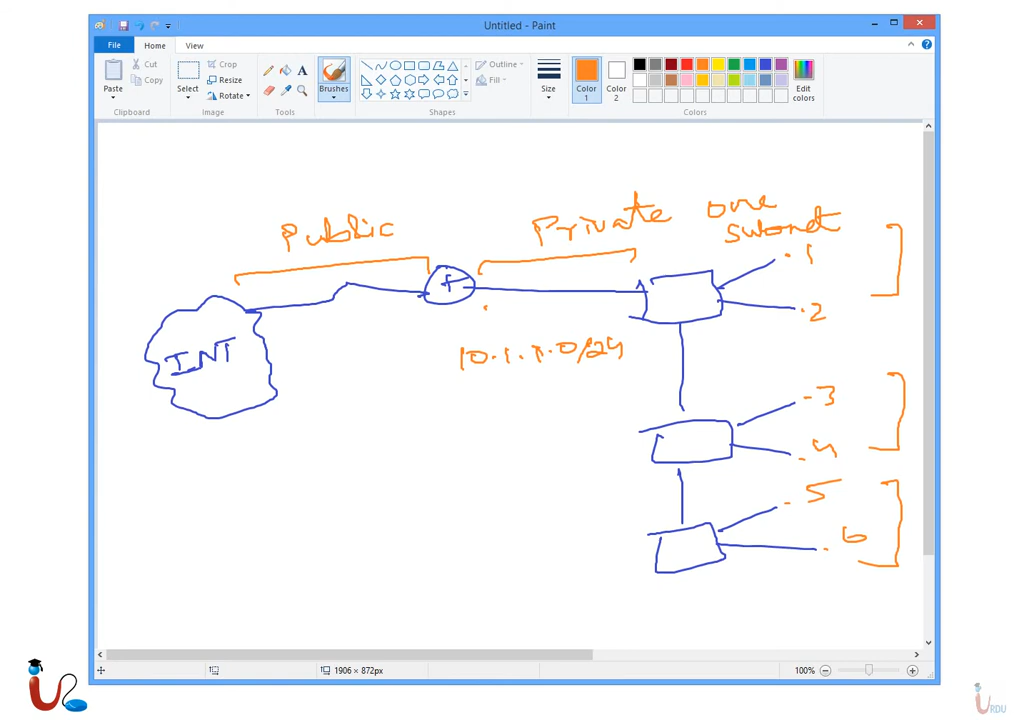 Untitled - Paint
File Home View
Paste
Cut
Copy
Clipboard
Select
Crop
Resize
Rotate
Image
Tools
Brushes
Shapes
Outline
Fill
Size
Color 1
Color 2
Edit colors
Colors
Public
Private
one subnet
.1
.2
INT
10.1.1.0/24
.3
.4
.5
.6
1906 × 872px
100%
URDU